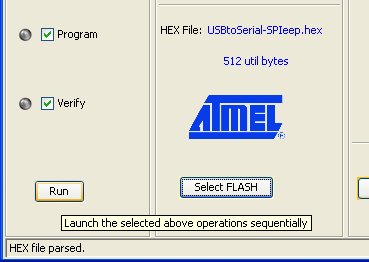 Program
HEX File: USBtoSerial-SPIeep.hex
512 util bytes
Verify
ATMEL®
Run
Select FLASH
Launch the selected above operations sequentially
HEX file parsed.